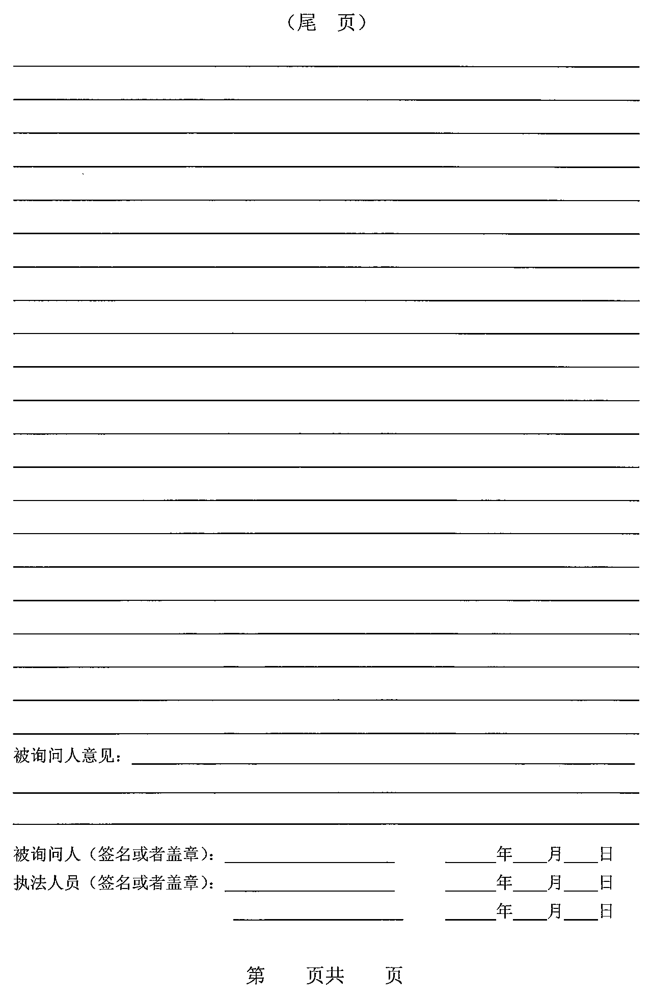 （尾　页）
被询问人意见：
被询问人（签名或者盖章）：　年　月　日
执法人员（签名或者盖章）：　年　月　日
年　月　日
第　页共　页